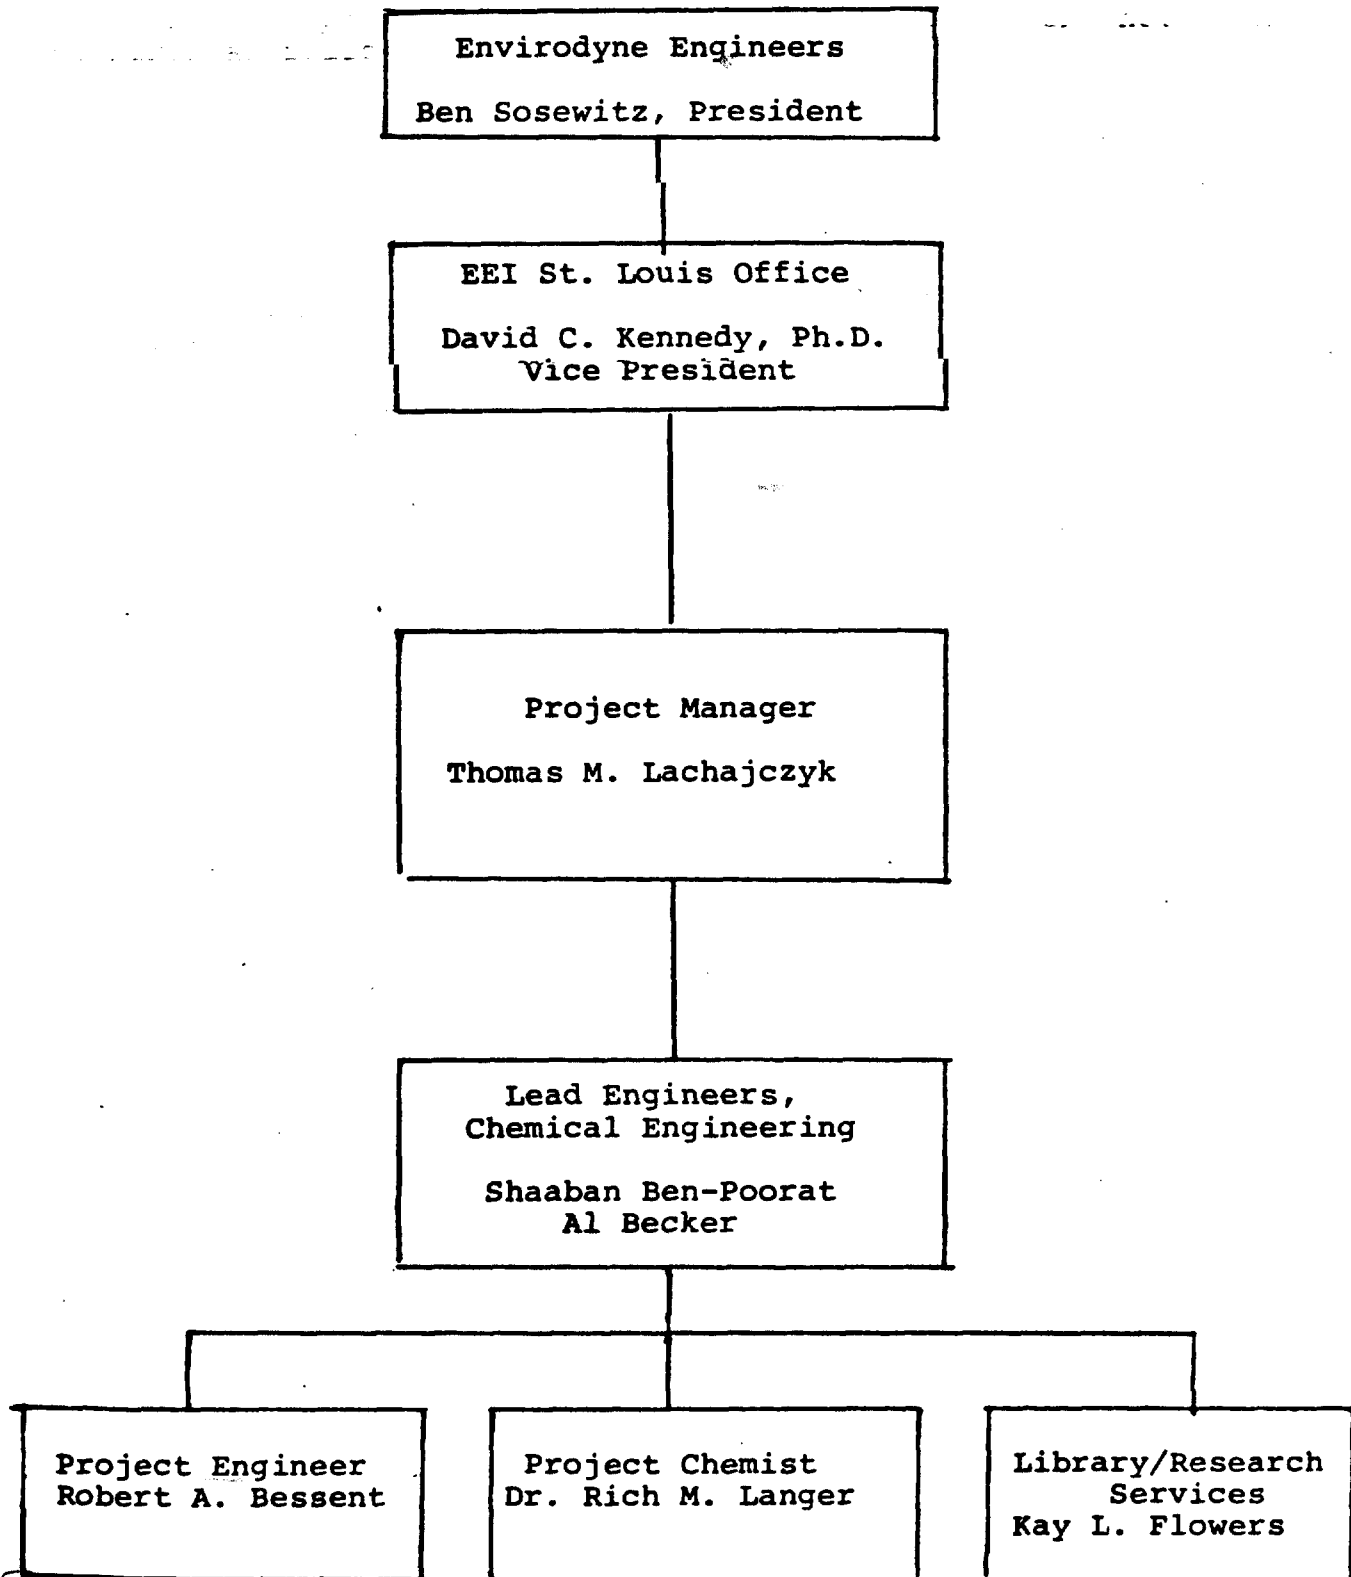 Envirodyne Engineers
Ben Sosewitz, President
EEI St. Louis Office
David C. Kennedy, Ph.D.
Vice President
Project Manager
Thomas M. Lachajczyk
Lead Engineers,
Chemical Engineering
Shaaban Ben-Poorat
Al Becker
Project Engineer
Robert A. Bessent
Project Chemist
Dr. Rich M. Langer
Library/Research
Services
Kay L. Flowers